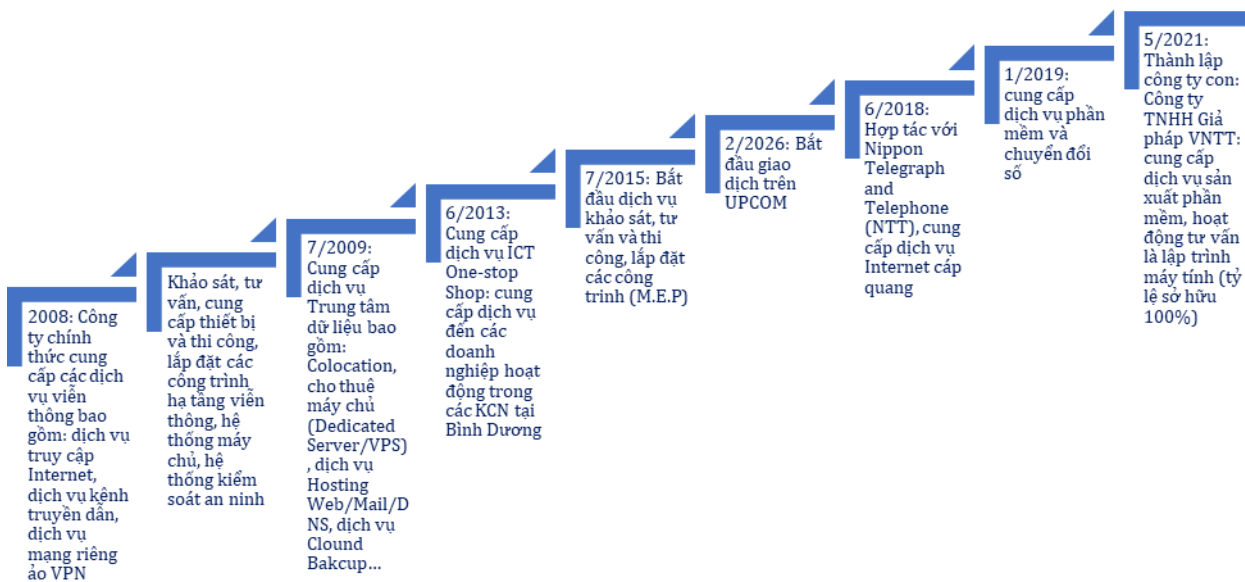 2008: Công
ty chính
thức cung
cấp các dịch
vụ viễn
thông bao
gồm: dịch vụ
truy cập
Internet,
dịch vụ kênh
truyền dẫn,
dịch vụ
mạng riêng
ảo VPN
Khảo sát, tư
vấn, cung
cấp thiết bị
và thi công,
lắp đặt các
công trình
hạ tầng viễn
thông, hệ
thống máy
chủ, hệ
thống kiểm
soát an ninh
7/2009:
Cung cấp
dịch vụ
Trung tâm
dữ liệu bao
gồm:
Colocation,
cho thuê
máy chủ
(Dedicated
Server/VPS)
, dịch vụ
Hosting
Web/Mail/D
NS, dịch vụ
Clound
Bakcup...
6/2013:
Cung cấp
dịch vụ ICT
One-stop
Shop: cung
cấp dịch vụ
đến các
doanh
nghiệp hoạt
động trong
các KCN tại
Bình Dương
7/2015: Bắt
đầu dịch vụ
khảo sát, tư
vấn và thi
công, lắp đặt
các công
trinh (M.E.P)
2/2026: Bắt
đầu giao
dịch trên
UPCOM
6/2018:
Hợp tác với
Nippon
Telegraph
and
Telephone
(NTT), cung
cấp dịch vụ
Internet cáp
quang
1/2019:
cung cấp
dịch vụ phần
mềm và
chuyển đổi
số
5/2021:
Thành lập
công ty con:
Công ty
TNHH Giả
pháp VNTT:
cung cấp
dịch vụ sản
xuất phần
mềm, hoạt
động tư vấn
là lập trình
máy tính (tỷ
lệ sở hữu
100%)